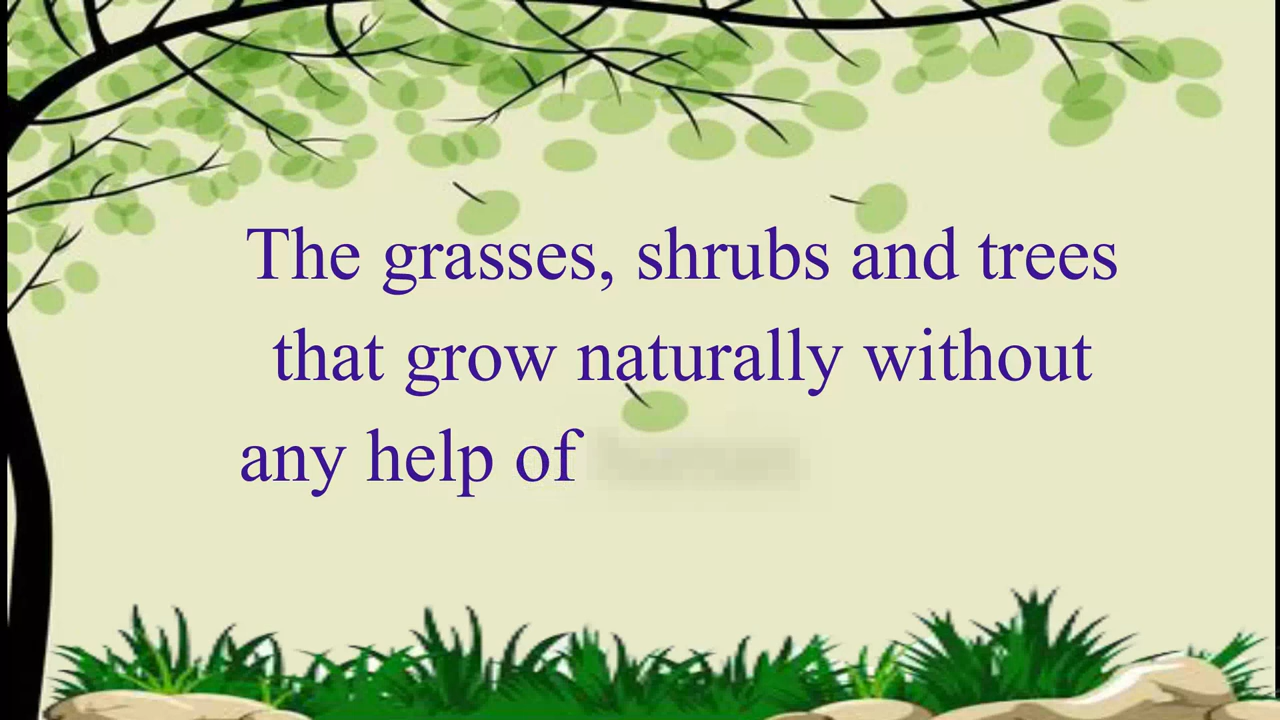 The grasses, shrubs and trees
that grow naturally without
any help of